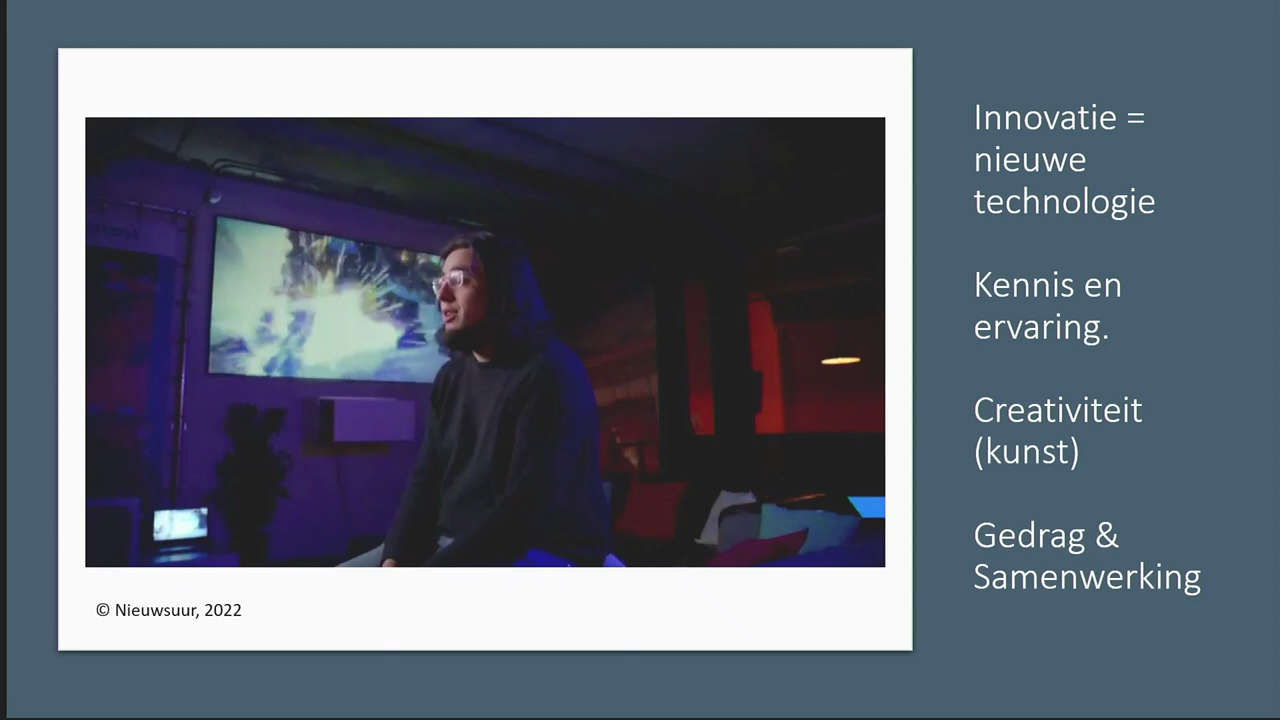 Innovatie =
nieuwe
technologie
Kennis en
ervaring.
Creativiteit
(kunst)
Gedrag &
Samenwerking
© Nieuwsuur, 2022